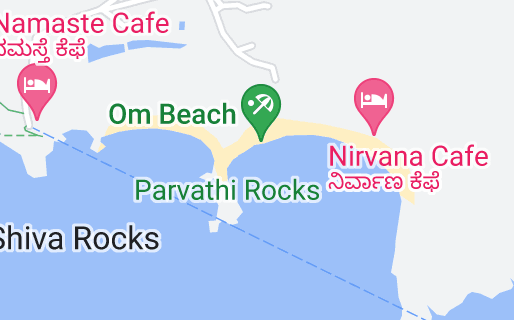 Namaste Cafe
ನಮಸ್ತೆ ಕೆಫೆ
Om Beach
Nirvana Cafe
ನಿರ್ವಾಣ ಕೆಫೆ
Parvathi Rocks
Shiva Rocks